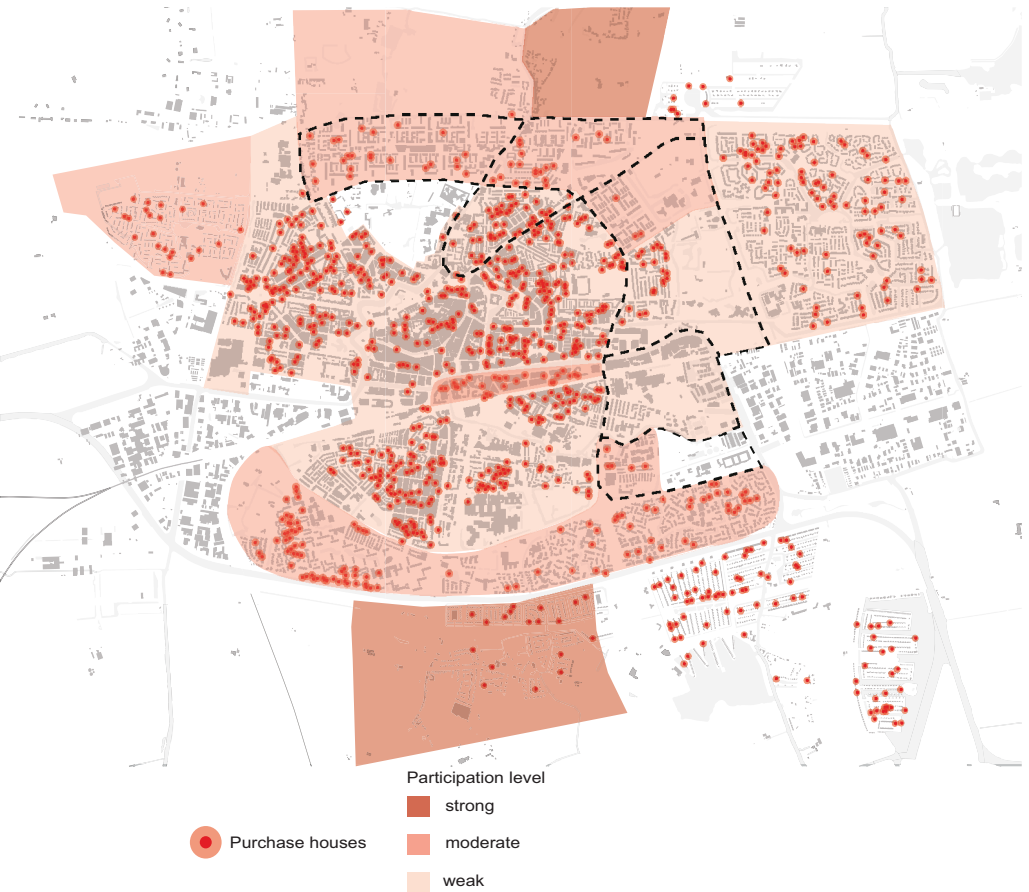 Participation level
strong
Purchase houses
moderate
weak